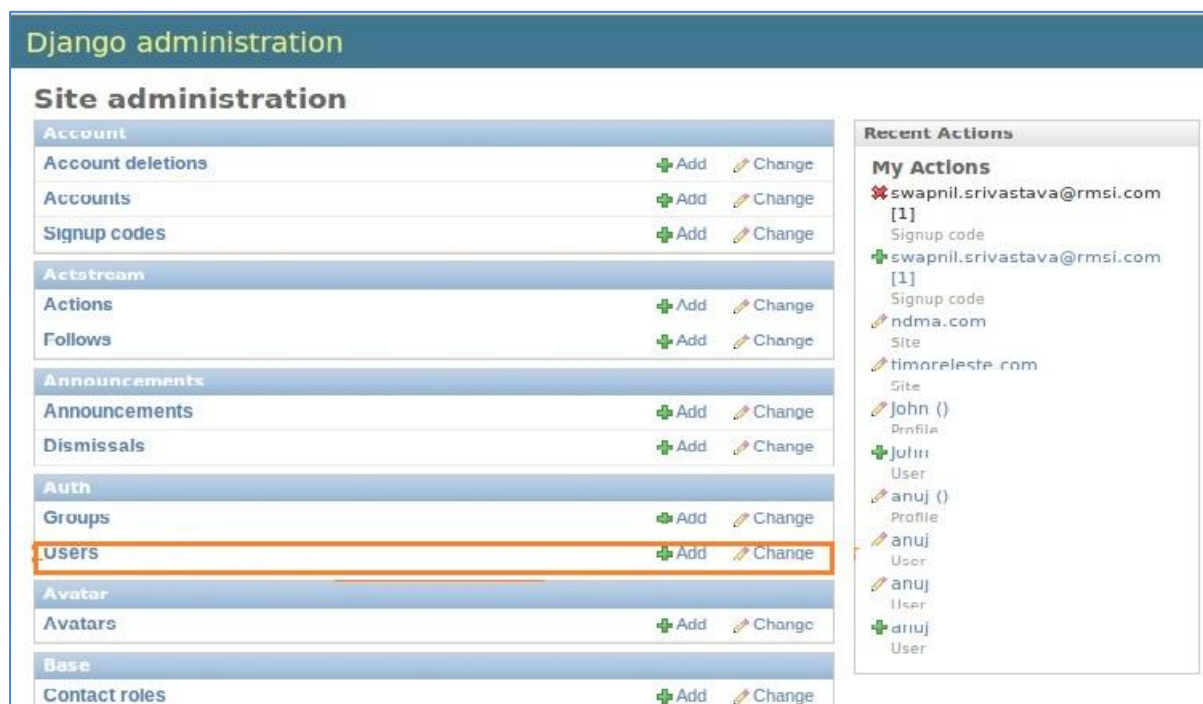 Django administration
Site administration
Account
Account deletions Add Change
Accounts Add Change
Signup codes Add Change
Actstream
Actions Add Change
Follows Add Change
Announcements
Announcements Add Change
Dismissals Add Change
Auth
Groups Add Change
Users Add Change
Avatar
Avatars Add Change
Base
Contact roles Add Change
Recent Actions
My Actions
swapnil.srivastava@rmsi.com
[1]
Signup code
swapnil.srivastava@rmsi.com
[1]
Signup code
ndma.com
Site
timoreleste.com
Site
John ()
Profile
John
User
anuj ()
Profile
anuj
User
anuj
User
anuj
User